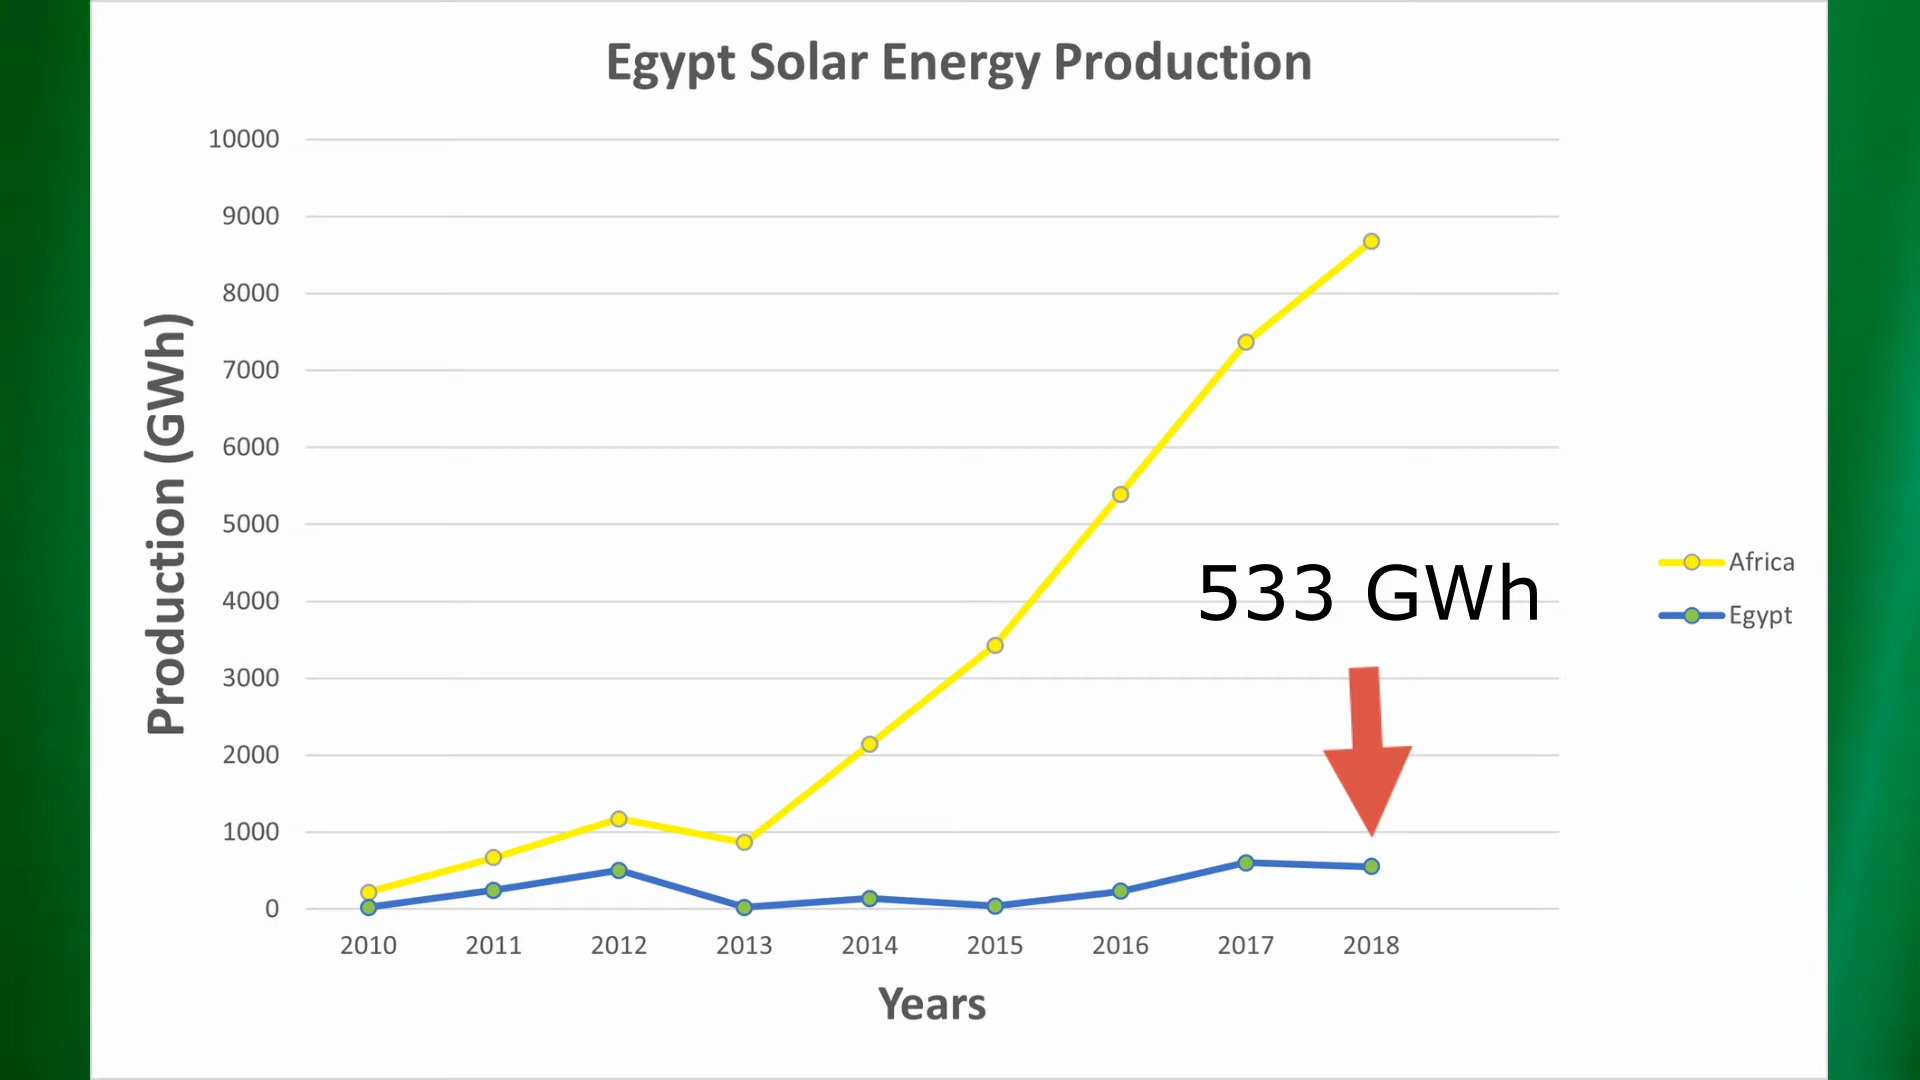 Egypt Solar Energy Production
Production (GWh)
10000
9000
8000
7000
6000
5000
4000
3000
2000
1000
0
533 GWh
Africa
Egypt
2010 2011 2012 2013 2014 2015 2016 2017 2018
Years